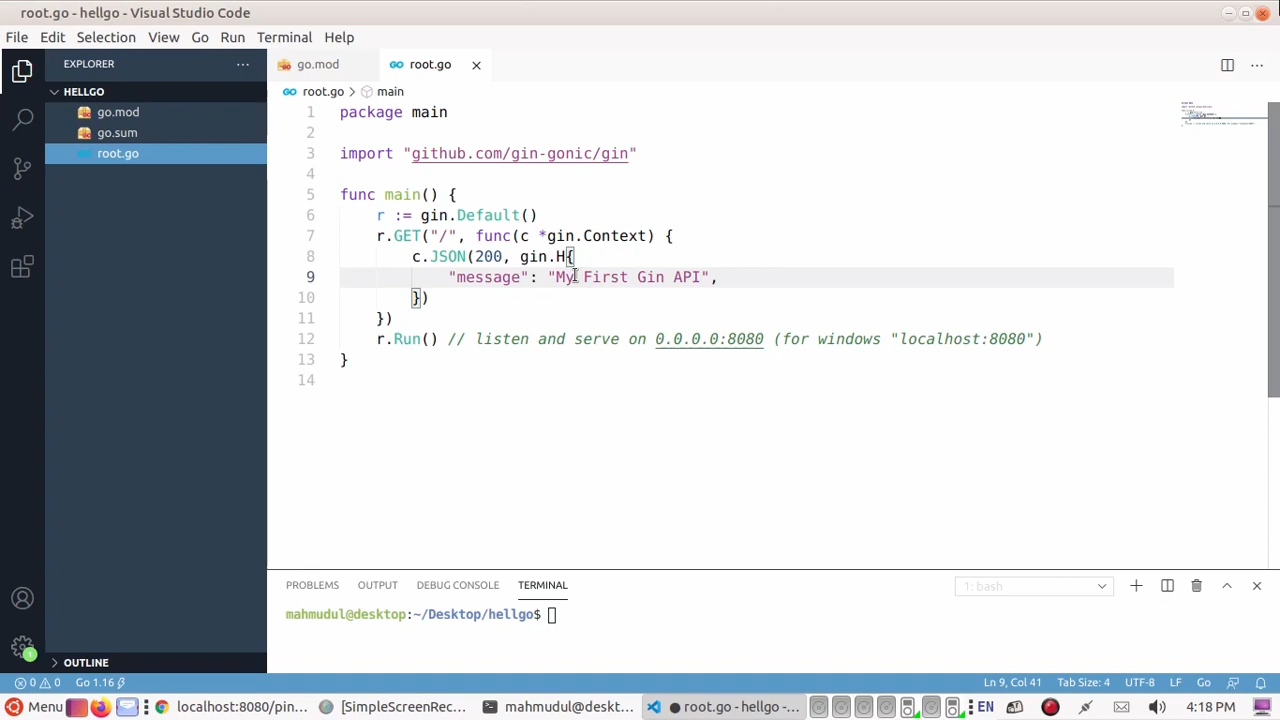 root.go - hellgo - Visual Studio Code
File Edit Selection View Go Run Terminal Help
EXPLORER ...
HELLGO
go.mod
go.sum
root.go
OUTLINE
go.mod root.go
root.go > main
1 package main
2
3 import "github.com/gin-gonic/gin"
4
5 func main() {
6 r := gin.Default()
7 r.GET("/", func(c *gin.Context) {
8 c.JSON(200, gin.H{
9 "message": "My First Gin API",
10 })
11 })
12 r.Run() // listen and serve on 0.0.0.0:8080 (for windows "localhost:8080")
13 }
14
PROBLEMS OUTPUT DEBUG CONSOLE TERMINAL 1: bash
mahmudul@desktop:~/Desktop/hellgo$
1
0 0 Go 1.16 Ln 9, Col 41 Tab Size: 4 UTF-8 LF Go
Menu localhost:8080/pin... [SimpleScreenRec... mahmudul@deskt... ● root.go - hellgo -... EN 4:18 PM